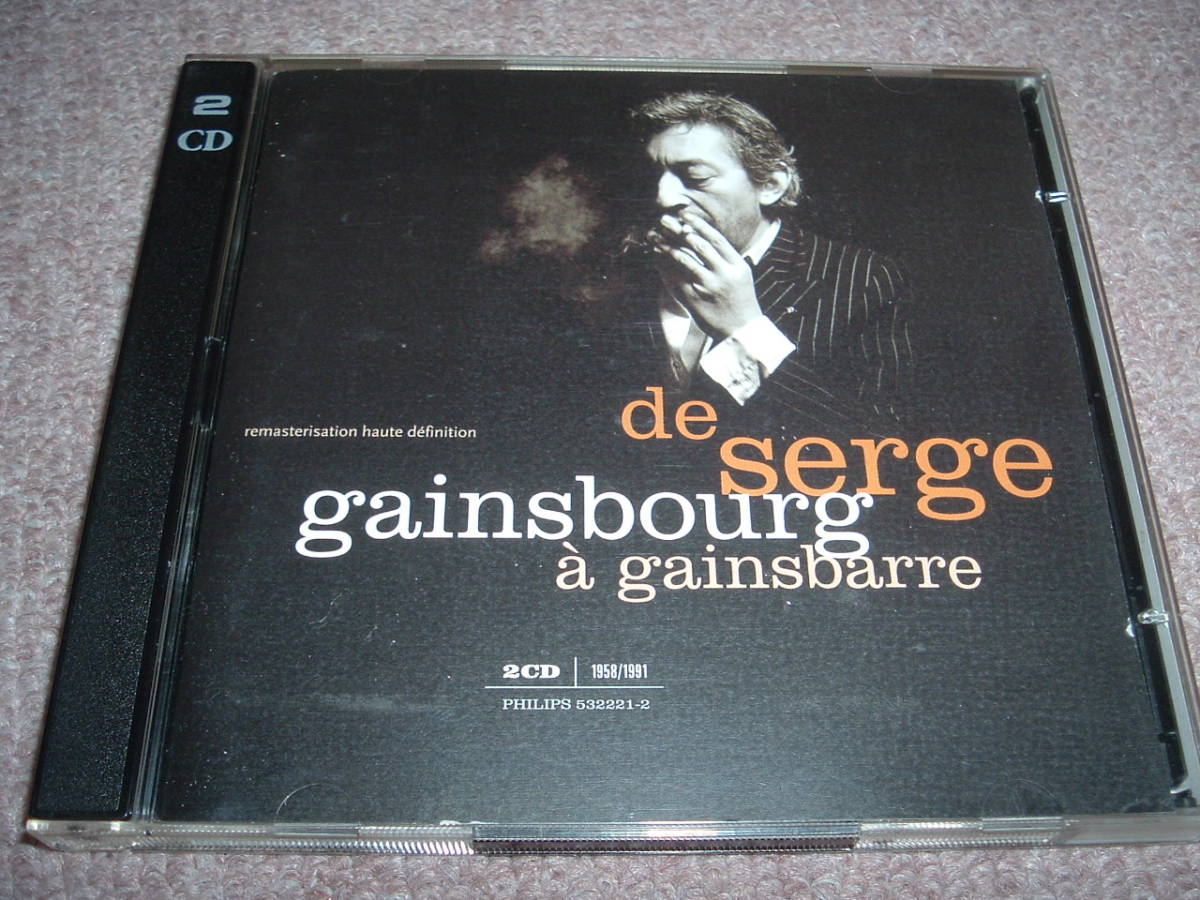 2
CD
de
serge
remasterisation haute définition
gainsbourg
à gainsbarre
2CD 1958/1991
PHILIPS 532221-2